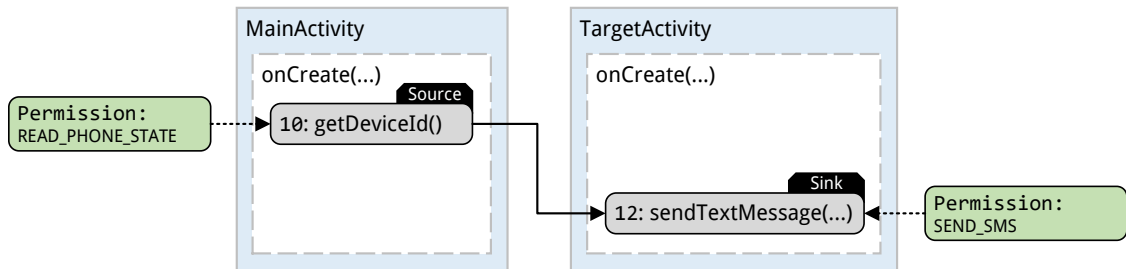 MainActivity
TargetActivity
onCreate(...)
onCreate(...)
Source
Permission:
READ_PHONE_STATE
10: getDeviceId()
Sink
12: sendTextMessage(...)
Permission:
SEND_SMS